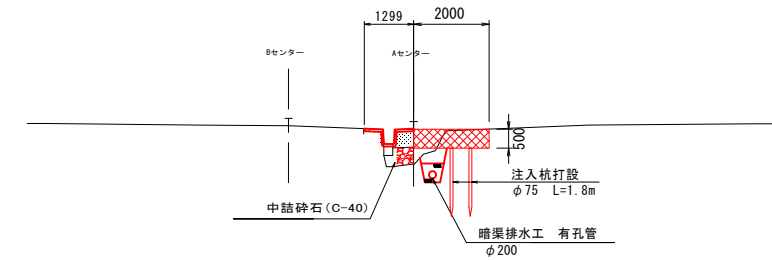 1299
2000
Bセンター
Aセンター
500
注入杭打設
φ75 L=1.8m
中詰砕石(C-40)
暗渠排水工 有孔管
φ200